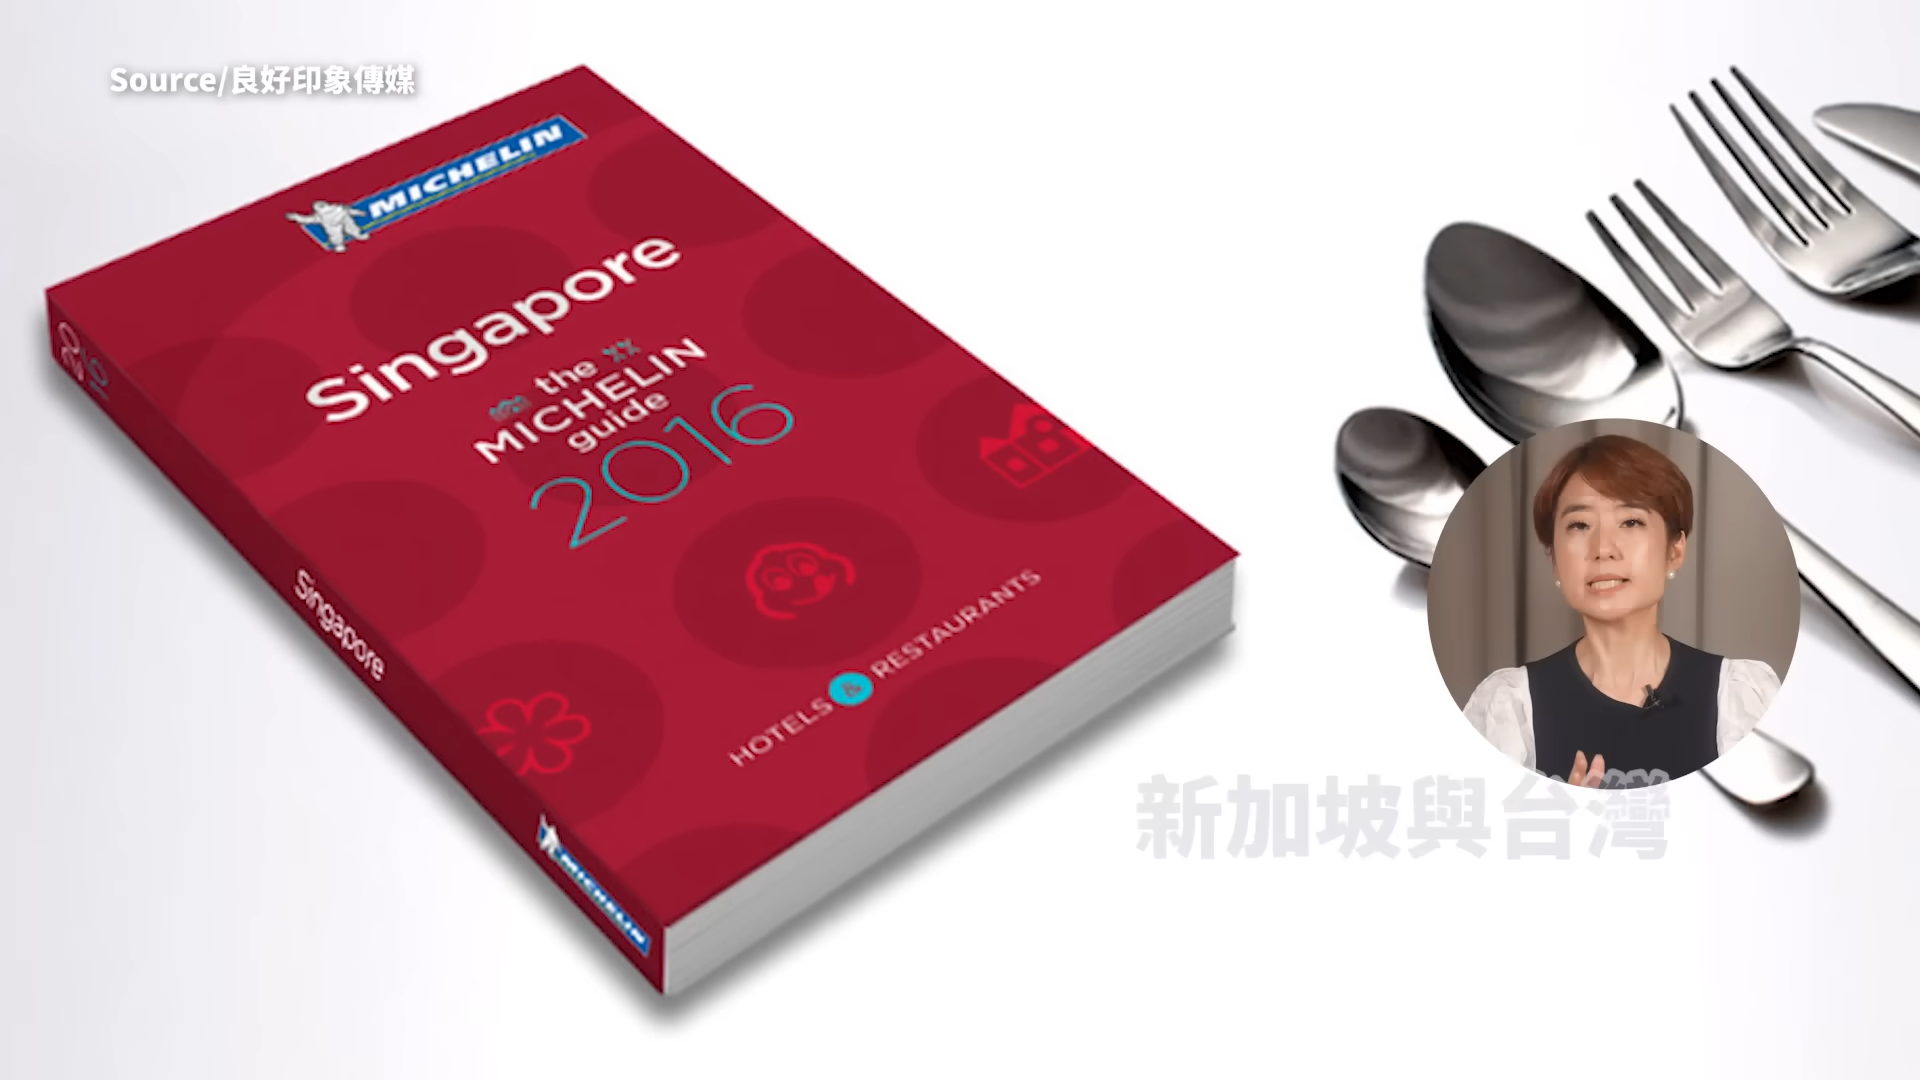 Source/良好印象傳媒
MICHELIN
Singapore
the
MICHELIN
guide
2016
HOTELS & RESTAURANTS
2016
Singapore
MICHELIN
新加坡與台灣